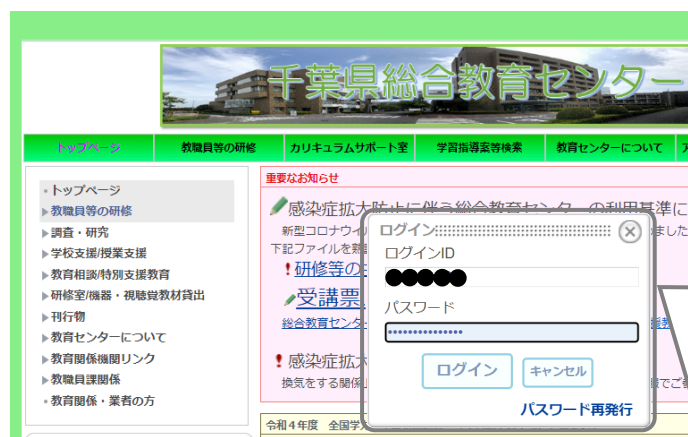 千葉県総合教育センター
トップページ 教職員等の研修 カリキュラムサポート室 学習指導案等検索 教育センターについて
・トップページ
▶教職員等の研修
▶調査・研究
▶学校支援/授業支援
▶教育相談/特別支援教育
▶研修室/機器・視聴覚教材貸出
▶刊行物
▶教育センターについて
▶教育関係機関リンク
▶教職員課関係
・教育関係・業者の方
重要なお知らせ
感染症拡大防止に伴う総合教育センターの利用基準に
新型コロナウイ
ました
下記ファイルを熟
研修等の
受講票
総合教育センタ
感染症拡大
換気をする関係
服でご
令和4年度 全国学
ログイン
ログインID
パスワード
ログイン キャンセル
パスワード再発行